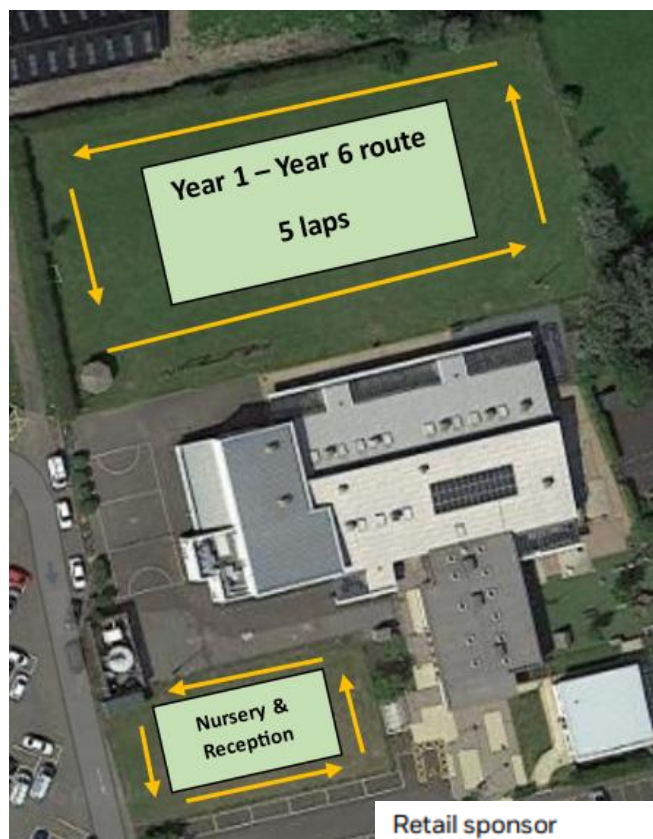 Year 1 – Year 6 route
5 laps
Nursery &
Reception
Retail sponsor